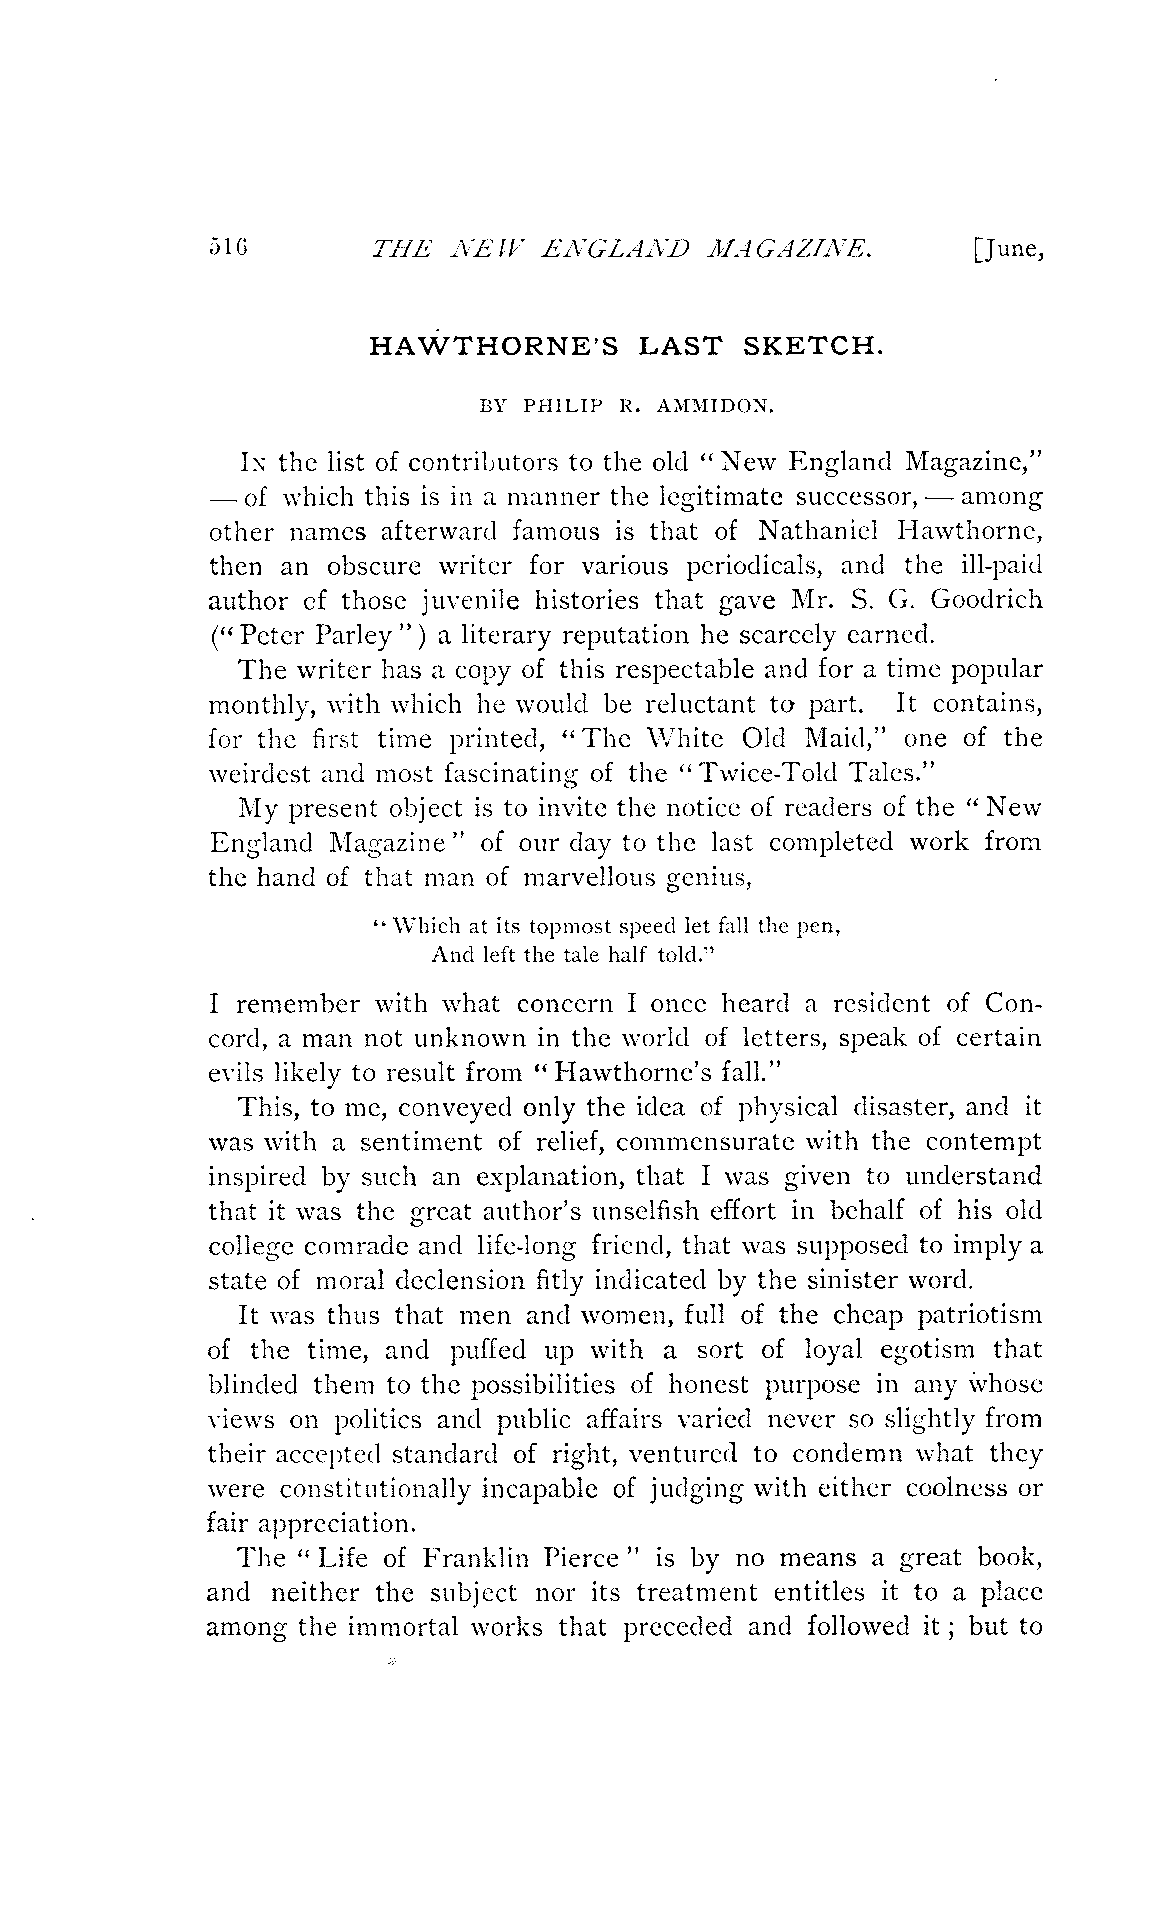 516 THE NEW ENGLAND MAGAZINE. [June,
HAWTHORNE'S LAST SKETCH.
BY PHILIP R. AMMIDON.
IN the list of contributors to the old "New England Magazine,"
— of which this is in a manner the legitimate successor, — among
other names afterward famous is that of Nathaniel Hawthorne,
then an obscure writer for various periodicals, and the ill-paid
author of those juvenile histories that gave Mr. S. G. Goodrich
("Peter Parley") a literary reputation he scarcely earned.
The writer has a copy of this respectable and for a time popular
monthly, with which he would be reluctant to part. It contains,
for the first time printed, "The White Old Maid," one of the
weirdest and most fascinating of the "Twice-Told Tales."
My present object is to invite the notice of readers of the "New
England Magazine" of our day to the last completed work from
the hand of that man of marvellous genius,
"Which at its topmost speed let fall the pen,
And left the tale half told."
I remember with what concern I once heard a resident of Con-
cord, a man not unknown in the world of letters, speak of certain
evils likely to result from "Hawthorne's fall."
This, to me, conveyed only the idea of physical disaster, and it
was with a sentiment of relief, commensurate with the contempt
inspired by such an explanation, that I was given to understand
that it was the great author's unselfish effort in behalf of his old
college comrade and life-long friend, that was supposed to imply a
state of moral declension fitly indicated by the sinister word.
It was thus that men and women, full of the cheap patriotism
of the time, and puffed up with a sort of loyal egotism that
blinded them to the possibilities of honest purpose in any whose
views on politics and public affairs varied never so slightly from
their accepted standard of right, ventured to condemn what they
were constitutionally incapable of judging with either coolness or
fair appreciation.
The "Life of Franklin Pierce" is by no means a great book,
and neither the subject nor its treatment entitles it to a place
among the immortal works that preceded and followed it; but to